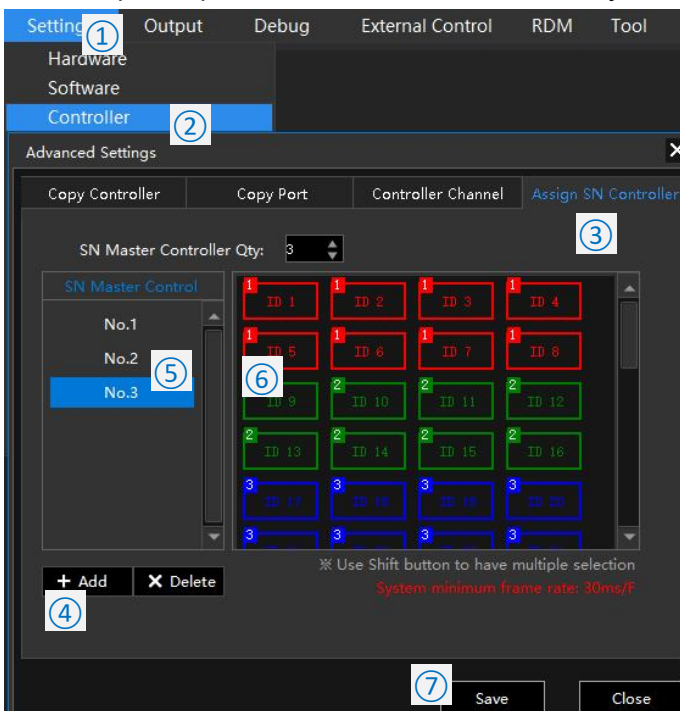 Setting ① Output Debug External Control RDM Tool
Hardware
Software
Controller ②
Advanced Settings X
Copy Controller Copy Port Controller Channel Assign SN Controller
③
SN Master Controller Qty: 3
SN Master Control
No.1
No.2
No.3
⑤
1 ID 1 1 ID 2 1 ID 3 1 ID 4
1 ID 5 1 ID 6 1 ID 7 1 ID 8
⑥
ID 9 2 ID 10 2 ID 11 2 ID 12
2 ID 13 2 ID 14 2 ID 15 2 ID 16
3 ID 17 3 ID 18 3 ID 19 3 ID 20
3 3 3 3
※ Use Shift button to have multiple selection
System minimum frame rate: 30ms/F
+ Add X Delete
④
⑦
Save Close